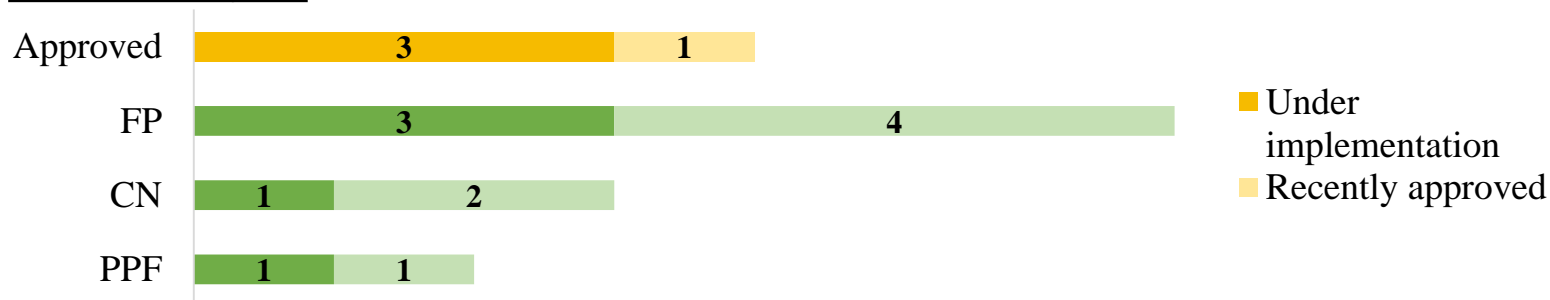 Approved 3 1
FP 3 4
CN 1 2
PPF 1 1
Under
implementation
Recently approved